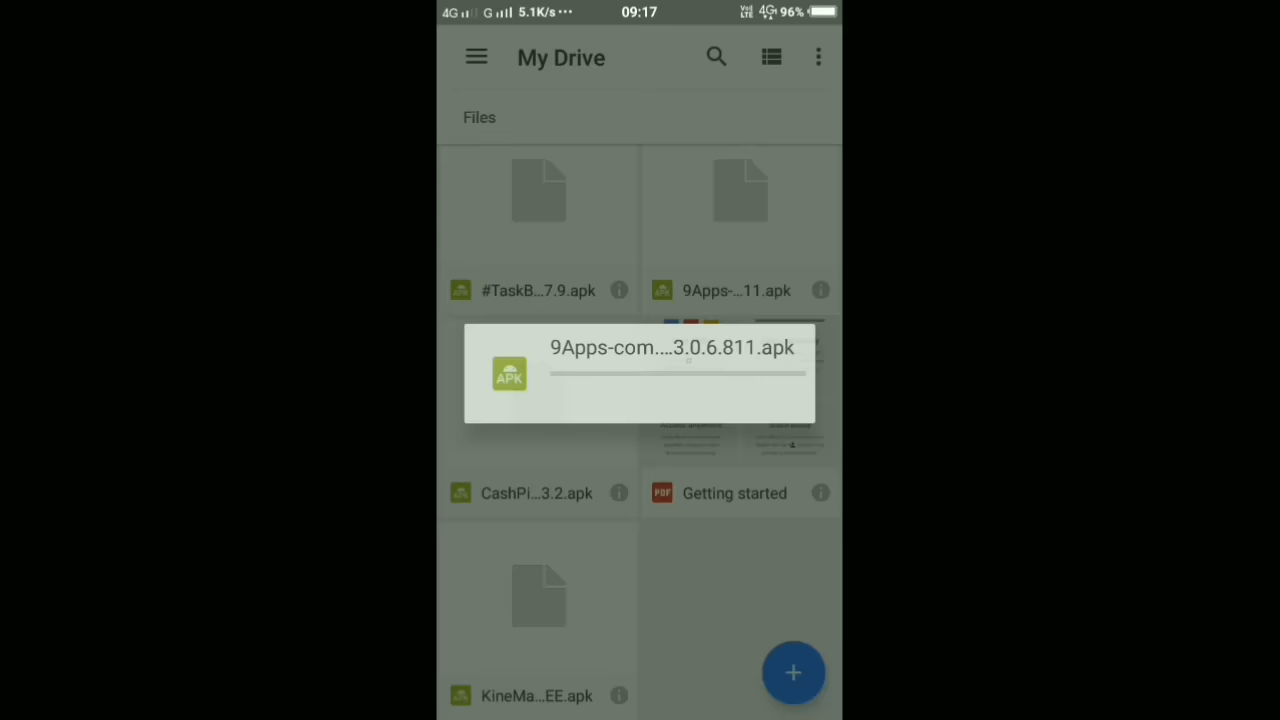 4G G 5.1K/s... 09:17 VoLTE 4G 96%
My Drive
Files
#TaskB...7.9.apk 9Apps-...11.apk
9Apps-com....3.0.6.811.apk
APK
CashPi...3.2.apk PDF Getting started
KineMa...EE.apk